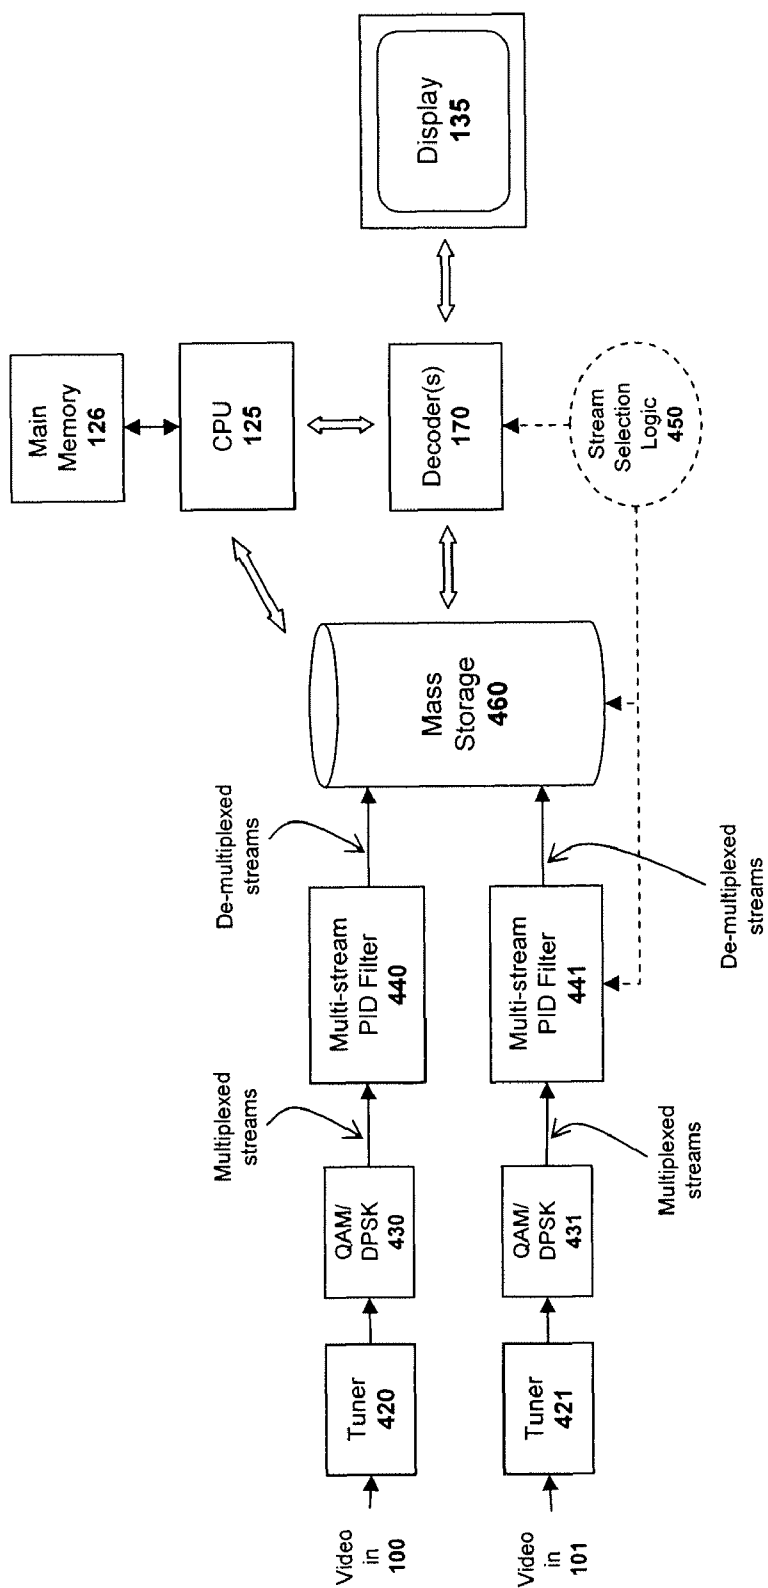 Video
in
100
Tuner
420
QAM/
DPSK
430
Multiplexed
streams
Multi-stream
PID Filter
440
De-multiplexed
streams
Video
in
101
Tuner
421
QAM/
DPSK
431
Multiplexed
streams
Multi-stream
PID Filter
441
De-multiplexed
streams
Mass
Storage
460
Main
Memory
126
CPU
125
Decoder(s)
170
Stream
Selection
Logic
450
Display
135